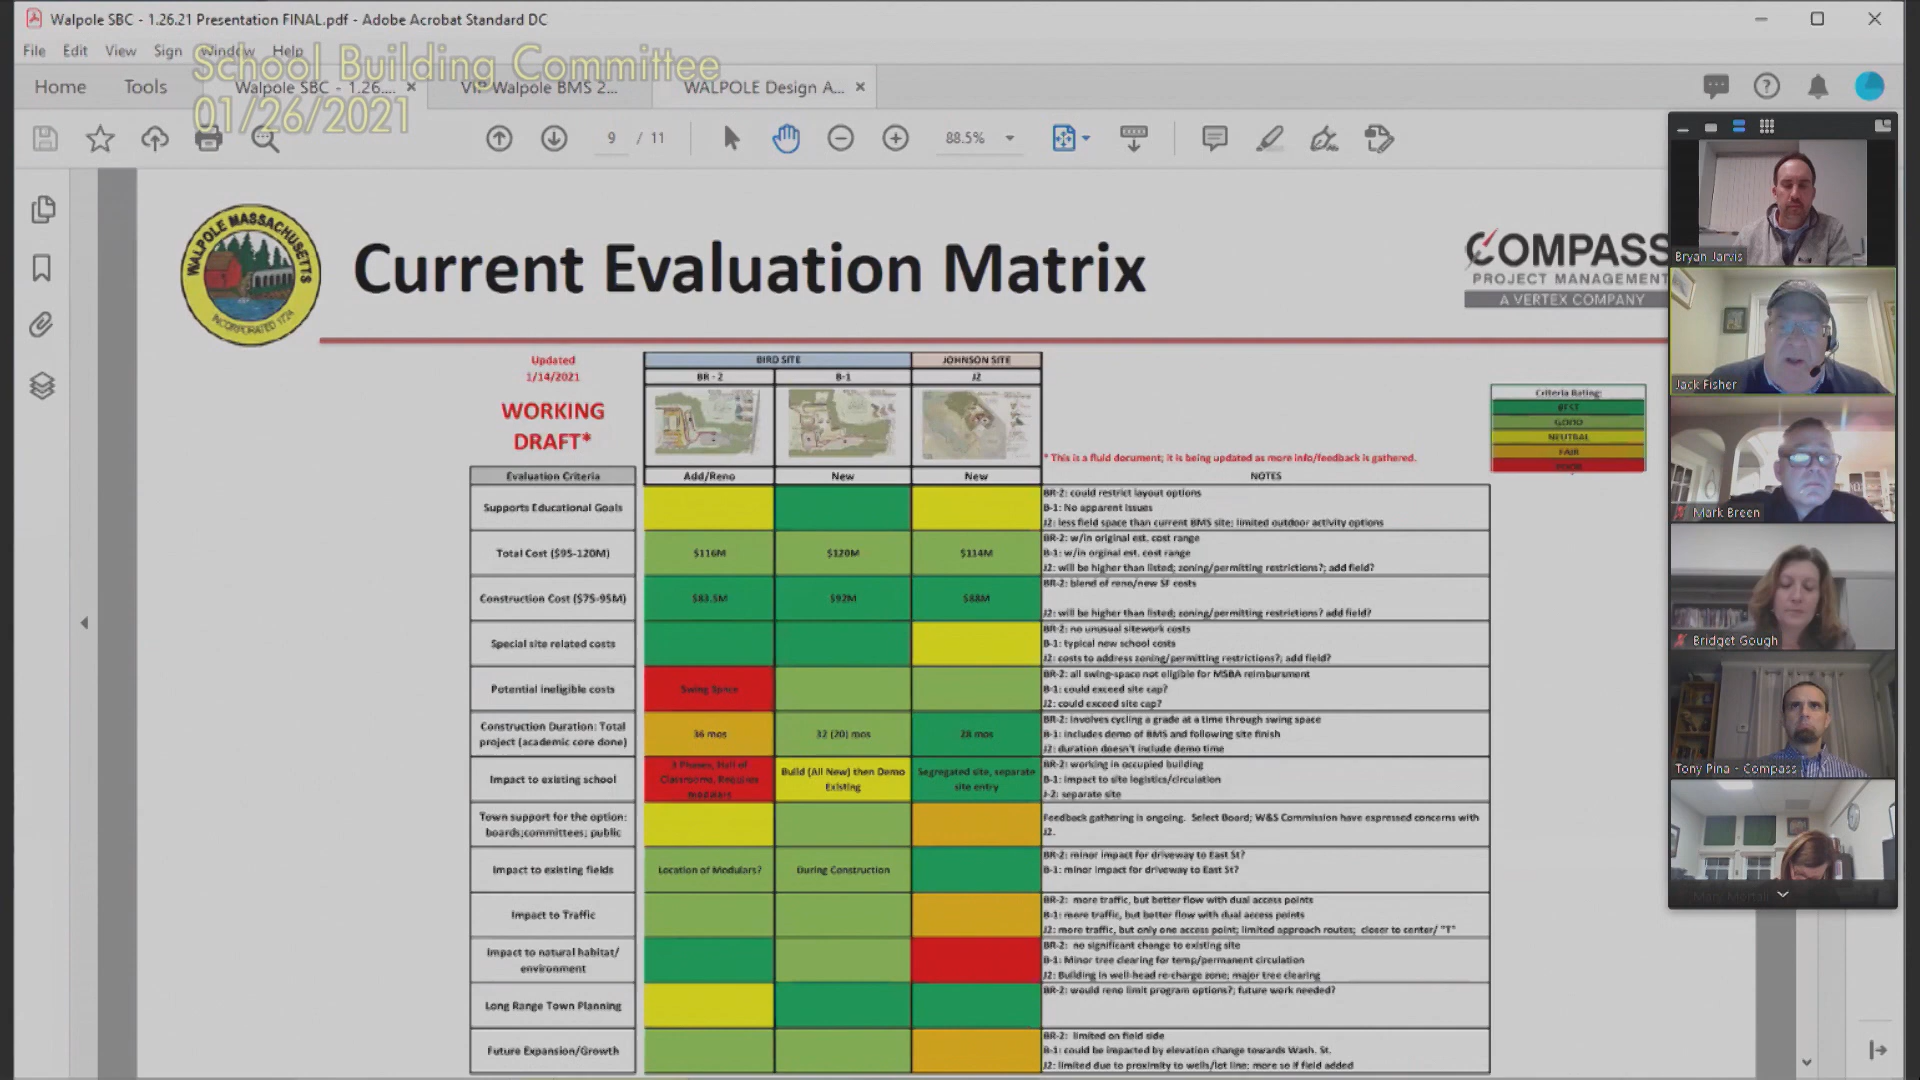 Walpole SBC - 1.26.21 Presentation FINAL.pdf - Adobe Acrobat Standard DC
File Edit View Sign Window Help
School Building Committee
01/26/2021
Home Tools Walpole SBC - 1.26.... VIP Walpole BMS 2... WALPOLE Design A...
9 / 11 88.5%
WALPOLE MASSACHUSETTS
INCORPORATED 1724
Current Evaluation Matrix
COMPASS
PROJECT MANAGEMENT
A VERTEX COMPANY
Updated
1/14/2021
WORKING
DRAFT*
BIRD SITE JOHNSON SITE
BR - 2 B-1 J2
Criteria Rating:
BEST
GOOD
NEUTRAL
FAIR
POOR
* This is a fluid document; it is being updated as more info/feedback is gathered.
Evaluation Criteria Add/Reno New New NOTES
Supports Educational Goals
BR-2: could restrict layout options
B-1: No apparent issues
J2: less field space than current BMS site; limited outdoor activity options
Total Cost ($95-120M) $116M $120M $114M
BR-2: w/in original est. cost range
B-1: w/in orginal est. cost range
J2: will be higher than listed; zoning/permitting restrictions?; add field?
Construction Cost ($75-95M) $83.5M $92M $88M
BR-2: blend of reno/new SF costs
J2: will be higher than listed; zoning/permitting restrictions? add field?
Special site related costs
BR-2: no unusual sitework costs
B-1: typical new school costs
J2: costs to address zoning/permitting restrictions?; add field?
Potential ineligible costs Swing Space
BR-2: all swing-space not eligible for MSBA reimbursment
B-1: could exceed site cap?
J2: could exceed site cap?
Construction Duration: Total
project (academic core done) 36 mos 32 (20) mos 28 mos
BR-2: involves cycling a grade at a time through swing space
B-1: includes demo of BMS and following site finish
J2: duration doesn't include demo time
Impact to existing school
3 Phases, Half of
Classrooms, Requires
modulars
Build (All New) then Demo
Existing
Segregated site, separate
site entry
BR-2: working in occupied building
B-1: impact to site logistics/circulation
J-2: separate site
Town support for the option:
boards;committees; public
Feedback gathering is ongoing. Select Board; W&S Commission have expressed concerns with
J2.
Impact to existing fields Location of Modulars? During Construction
BR-2: minor impact for driveway to East St?
B-1: minor impact for driveway to East St?
Impact to Traffic
BR-2: more traffic, but better flow with dual access points
B-1: more traffic, but better flow with dual access points
J2: more traffic, but only one access point; limited approach routes; closer to center/ "T"
Impact to natural habitat/
environment
BR-2: no significant change to existing site
B-1: Minor tree clearing for temp/permanent circulation
J2: Building in well-head re-charge zone; major tree clearing
Long Range Town Planning
BR-2: would reno limit program options?; future work needed?
Future Expansion/Growth
BR-2: limited on field side
B-1: could be impacted by elevation change towards Wash. St.
J2: limited due to proximity to wells/lot line; more so if field added
Bryan Jarvis
Jack Fisher
Mark Breen
Bridget Gough
Tony Pina - Compass